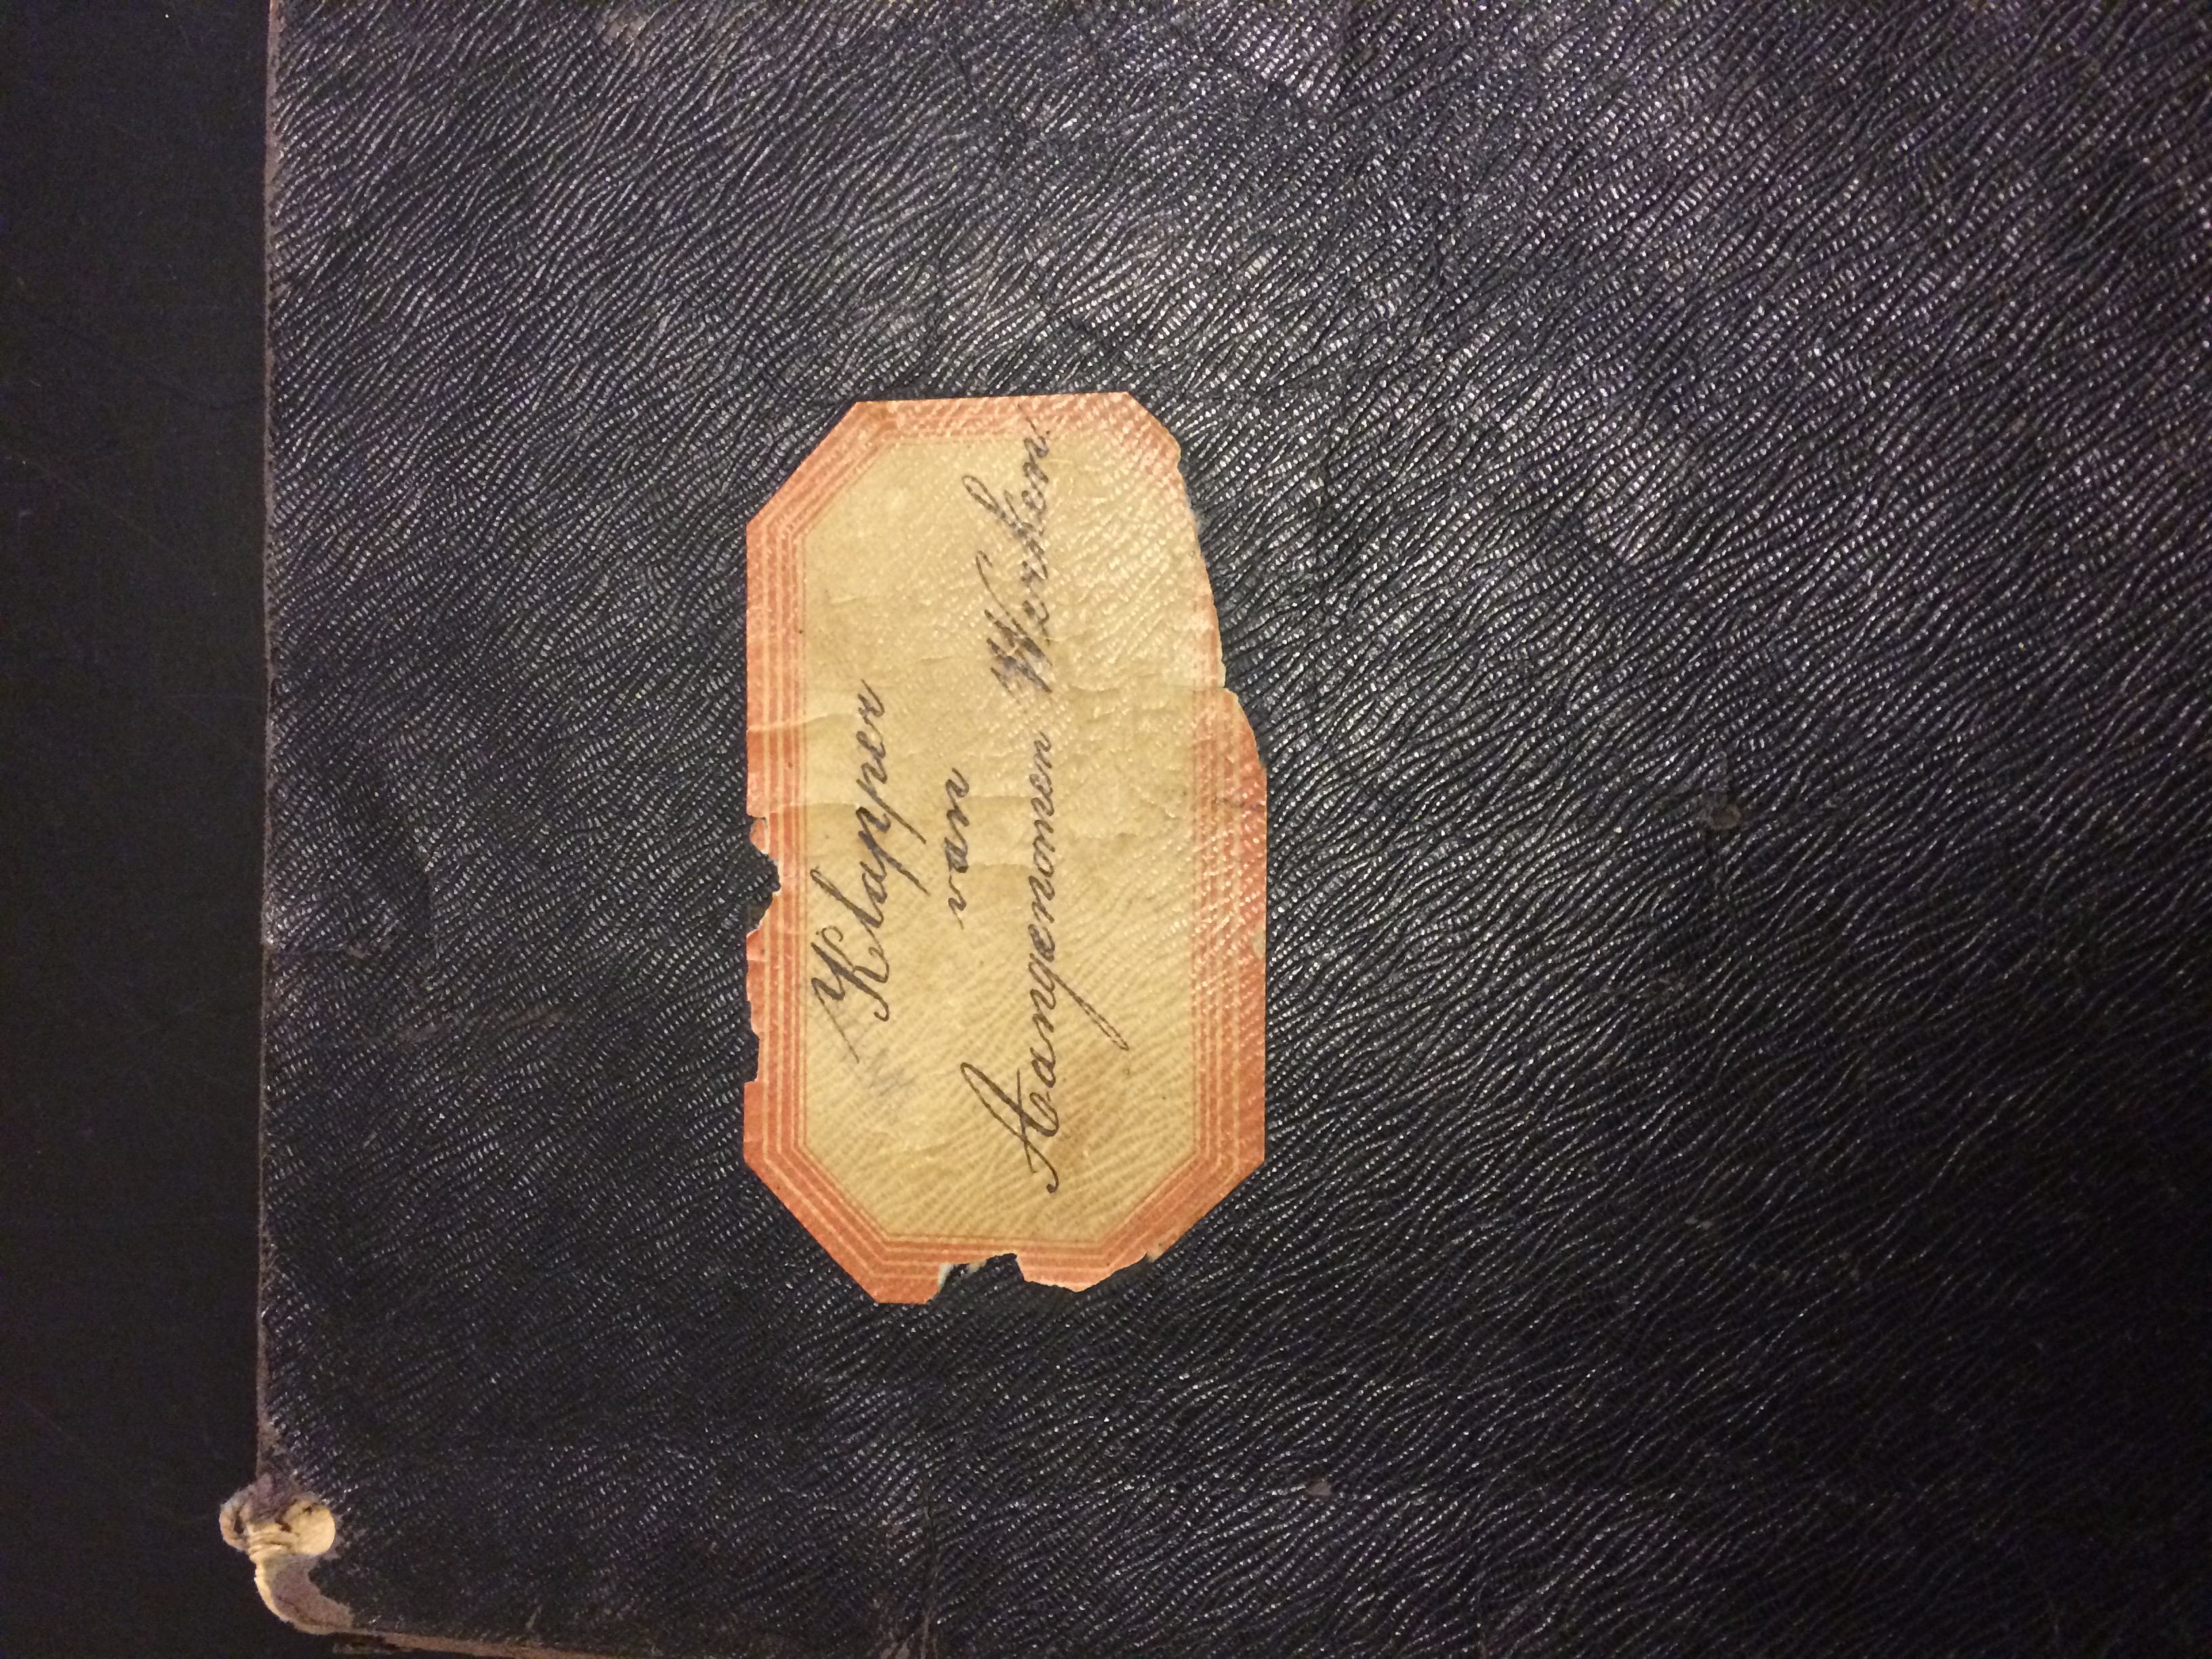 Klapper
van
Aangenomen Werken